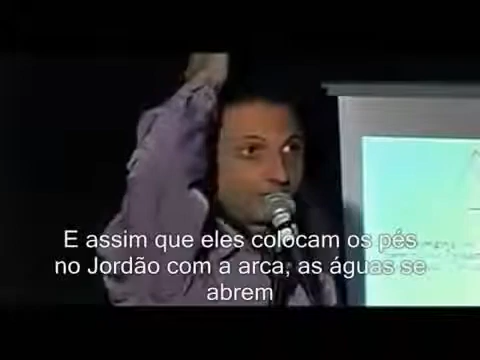 E assim que eles colocam os pés
no Jordão com a arca, as águas se
abrem